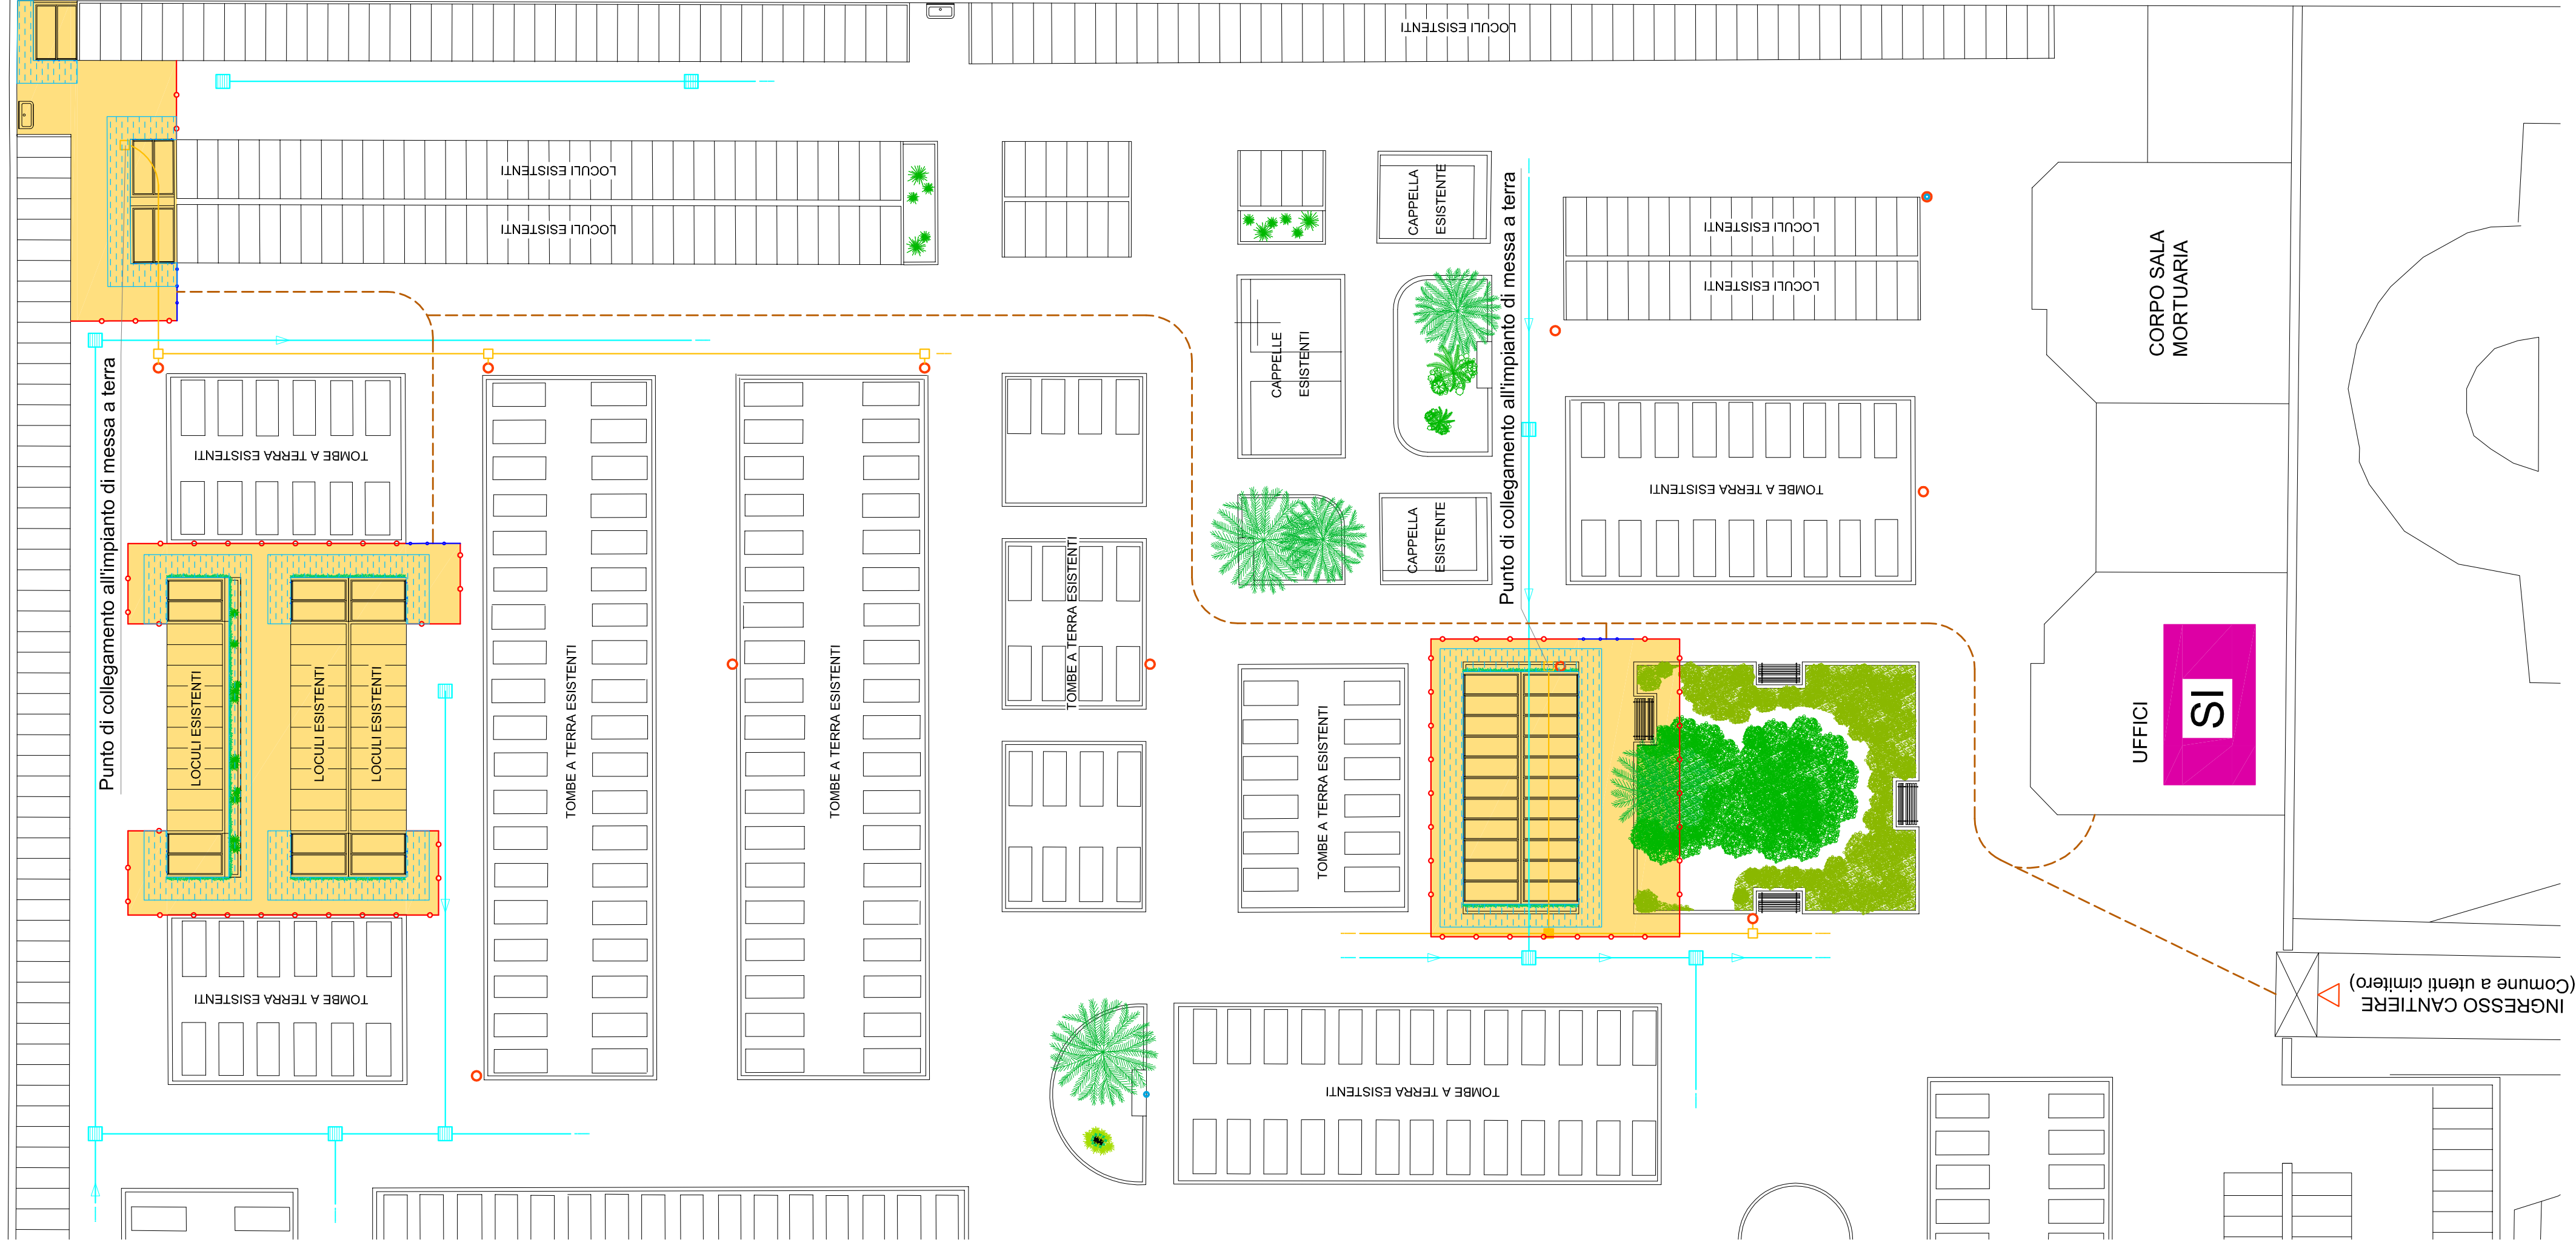 LOCULI ESISTENTI
LOCULI ESISTENTI
LOCULI ESISTENTI
CAPPELLA
ESISTENTE
Punto di collegamento all'impianto di messa a terra
LOCULI ESISTENTI
LOCULI ESISTENTI
CORPO SALA
MORTUARIA
CAPPELLE
ESISTENTI
Punto di collegamento all'impianto di messa a terra
TOMBE A TERRA ESISTENTI
TOMBE A TERRA ESISTENTI
CAPPELLA
ESISTENTE
TOMBE A TERRA ESISTENTI
LOCULI ESISTENTI
LOCULI ESISTENTI
LOCULI ESISTENTI
TOMBE A TERRA ESISTENTI
TOMBE A TERRA ESISTENTI
TOMBE A TERRA ESISTENTI
UFFICI
SI
TOMBE A TERRA ESISTENTI
TOMBE A TERRA ESISTENTI
INGRESSO CANTIERE
(Comune a utenti cimitero)